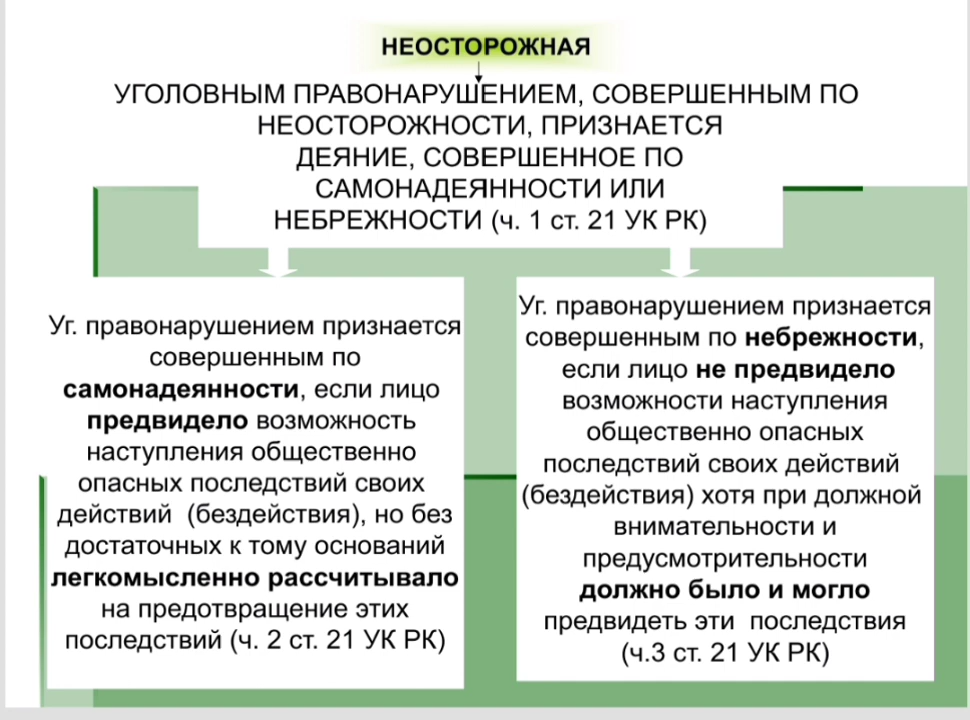 НЕОСТОРОЖНАЯ
УГОЛОВНЫМ ПРАВОНАРУШЕНИЕМ, СОВЕРШЕННЫМ ПО
НЕОСТОРОЖНОСТИ, ПРИЗНАЕТСЯ
ДЕЯНИЕ, СОВЕРШЕННОЕ ПО
САМОНАДЕЯННОСТИ ИЛИ
НЕБРЕЖНОСТИ (ч. 1 ст. 21 УК РК)
Уг. правонарушением признается
совершенным по
самонадеянности, если лицо
предвидело возможность
наступления общественно
опасных последствий своих
действий (бездействия), но без
достаточных к тому оснований
легкомысленно рассчитывало
на предотвращение этих
последствий (ч. 2 ст. 21 УК РК)
Уг. правонарушением признается
совершенным по небрежности,
если лицо не предвидело
возможности наступления
общественно опасных
последствий своих действий
(бездействия) хотя при должной
внимательности и
предусмотрительности
должно было и могло
предвидеть эти последствия
(ч.3 ст. 21 УК РК)